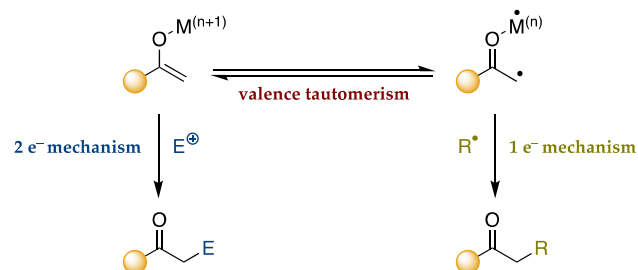 O M(n+1) O Ṁ(n)
valence tautomerism
2 e– mechanism E⊕ R• 1 e– mechanism
O O
E R